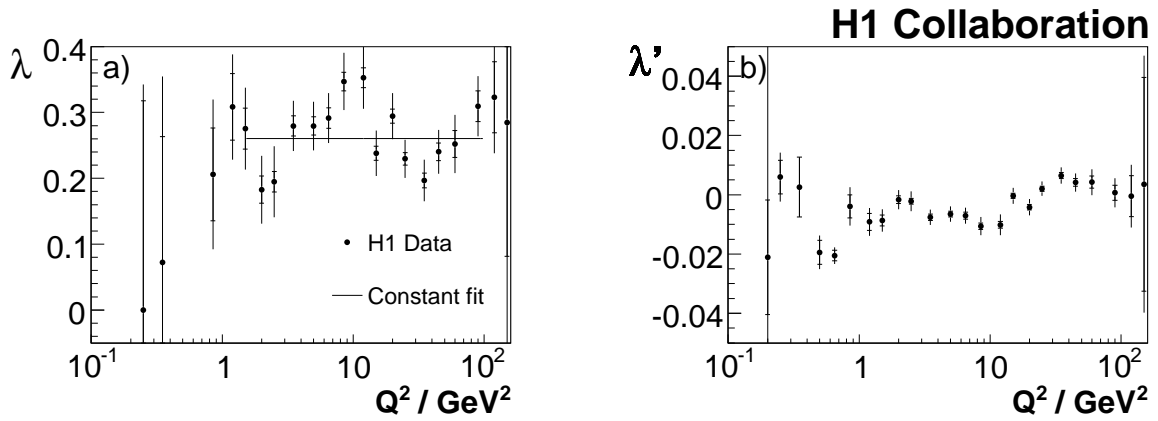 H1 Collaboration
λ
a)
0.4
0.3
0.2
0.1
0
H1 Data
Constant fit
10⁻¹
1
10
10²
Q² / GeV²
λ’
b)
0.04
0.02
0
-0.02
-0.04
10⁻¹
1
10
10²
Q² / GeV²